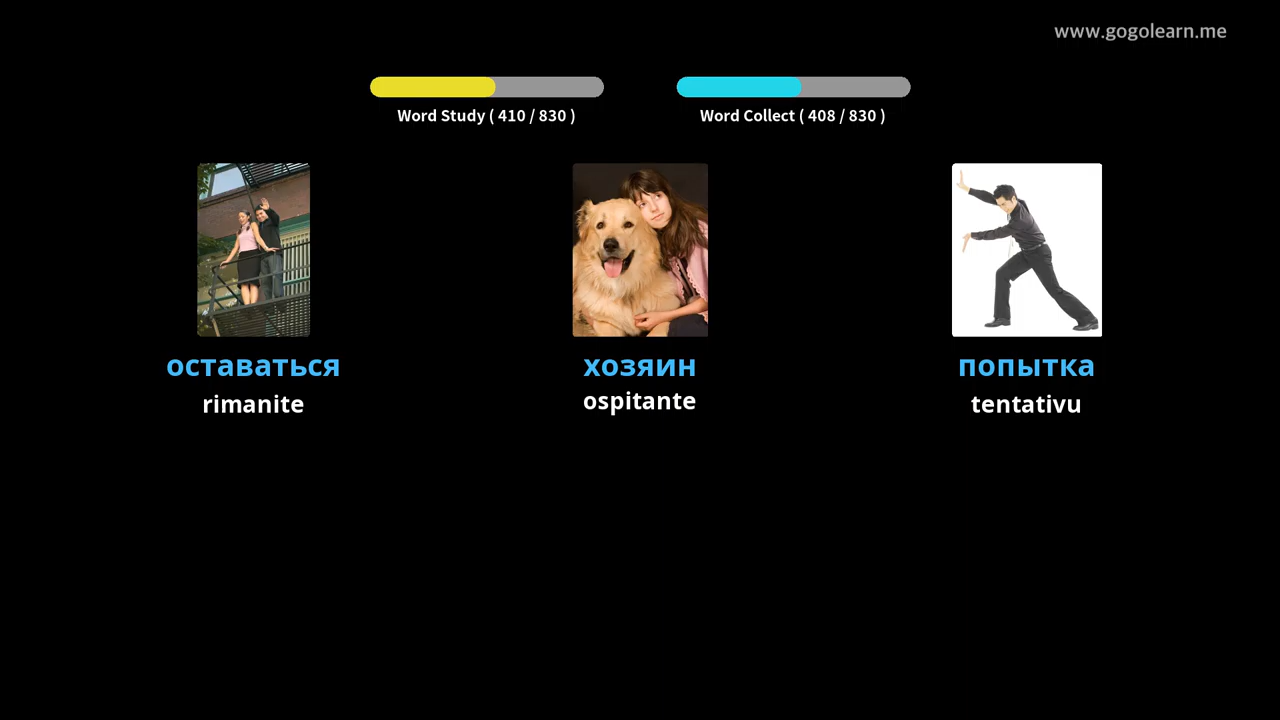 www.gogolearn.me
Word Study ( 410 / 830 )
Word Collect ( 408 / 830 )
оставаться
rimanite
хозяин
ospitante
попытка
tentativu